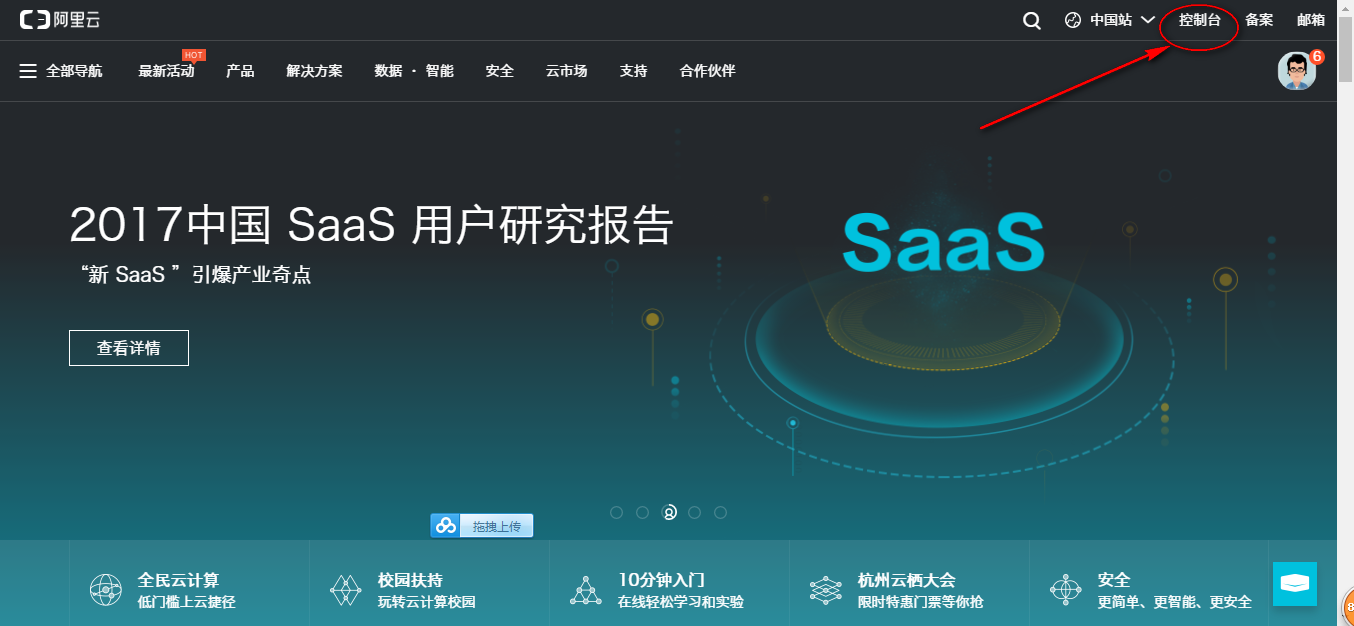 阿里云
中国站 控制台 备案 邮箱
全部导航 最新活动 HOT 产品 解决方案 数据 · 智能 安全 云市场 支持 合作伙伴 6
2017中国 SaaS 用户研究报告
“新 SaaS ”引爆产业奇点
查看详情
SaaS
拖拽上传
全民云计算
低门槛上云捷径
校园扶持
玩转云计算校园
10分钟入门
在线轻松学习和实验
杭州云栖大会
限时特惠门票等你抢
安全
更简单、更智能、更安全